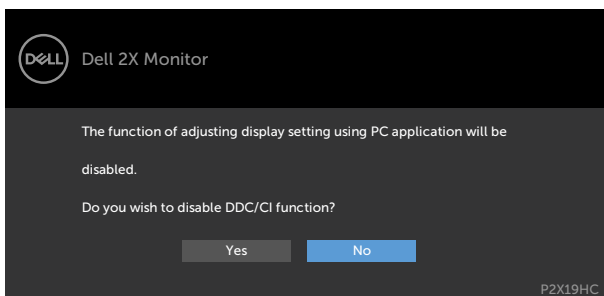 DELL
Dell 2X Monitor
The function of adjusting display setting using PC application will be
disabled.
Do you wish to disable DDC/CI function?
Yes No
P2X19HC